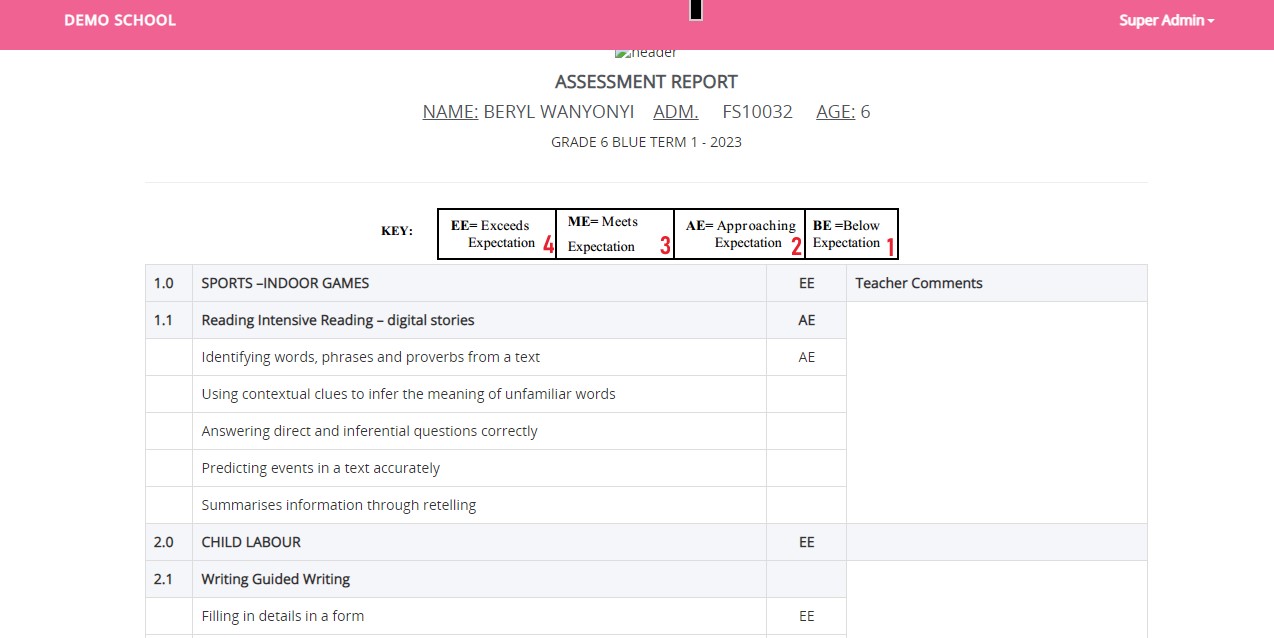 DEMO SCHOOL
Super Admin
header
ASSESSMENT REPORT
NAME: BERYL WANYONYI ADM. FS10032 AGE: 6
GRADE 6 BLUE TERM 1 - 2023
KEY:
EE= Exceeds
Expectation 4
ME= Meets
Expectation 3
AE= Approaching
Expectation 2
BE =Below
Expectation 1
1.0 SPORTS –INDOOR GAMES EE Teacher Comments
1.1 Reading Intensive Reading – digital stories AE
Identifying words, phrases and proverbs from a text AE
Using contextual clues to infer the meaning of unfamiliar words
Answering direct and inferential questions correctly
Predicting events in a text accurately
Summarises information through retelling
2.0 CHILD LABOUR EE
2.1 Writing Guided Writing
Filling in details in a form EE